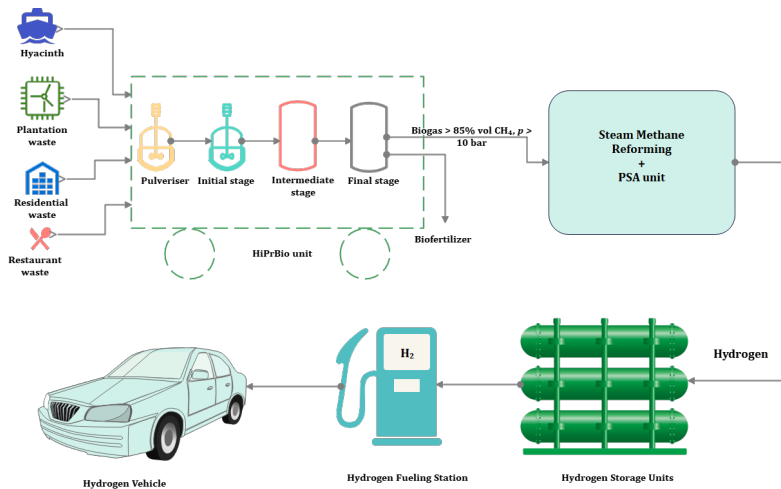 Hyacinth
Plantation
waste
Residential
waste
Restaurant
waste
Pulveriser
Initial stage
Intermediate
stage
Final stage
HiPrBio unit
Biogas > 85% vol CH₄, p >
10 bar
Biofertilizer
Steam Methane
Reforming
+
PSA unit
Hydrogen
H₂
Hydrogen Vehicle
Hydrogen Fueling Station
Hydrogen Storage Units